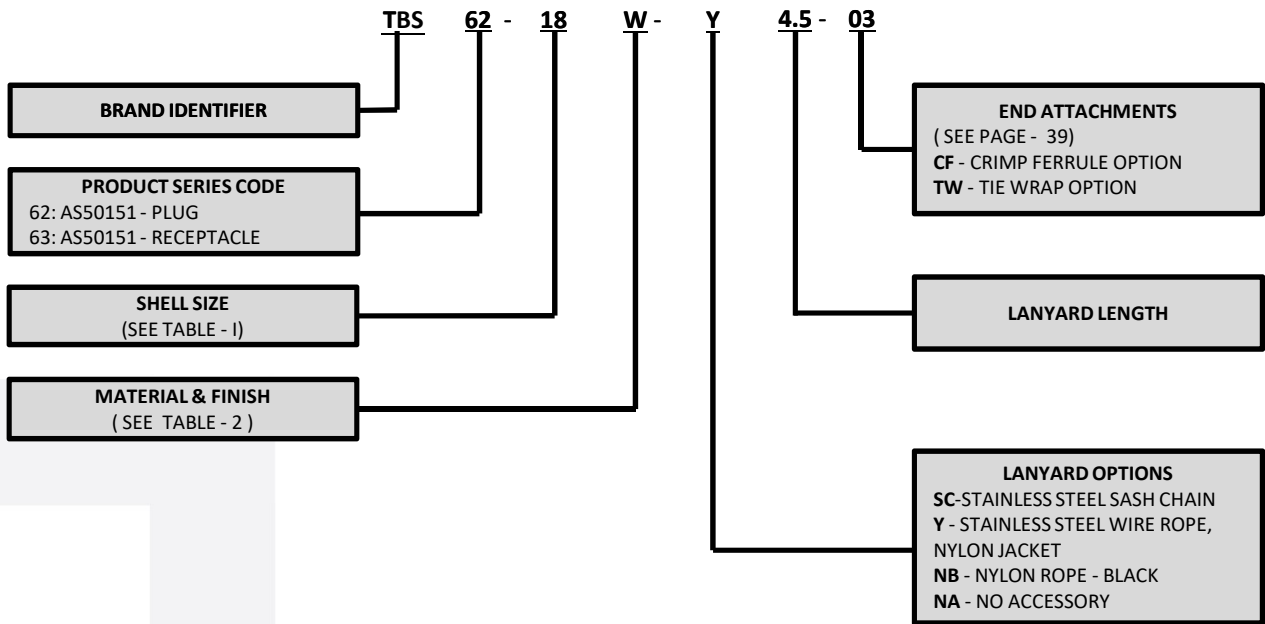 TBS 62 - 18 W - Y 4.5 - 03
BRAND IDENTIFIER
PRODUCT SERIES CODE
62: AS50151 - PLUG
63: AS50151 - RECEPTACLE
SHELL SIZE
(SEE TABLE - I)
MATERIAL & FINISH
( SEE TABLE - 2 )
END ATTACHMENTS
( SEE PAGE - 39)
CF - CRIMP FERRULE OPTION
TW - TIE WRAP OPTION
LANYARD LENGTH
LANYARD OPTIONS
SC-STAINLESS STEEL SASH CHAIN
Y - STAINLESS STEEL WIRE ROPE,
NYLON JACKET
NB - NYLON ROPE - BLACK
NA - NO ACCESSORY